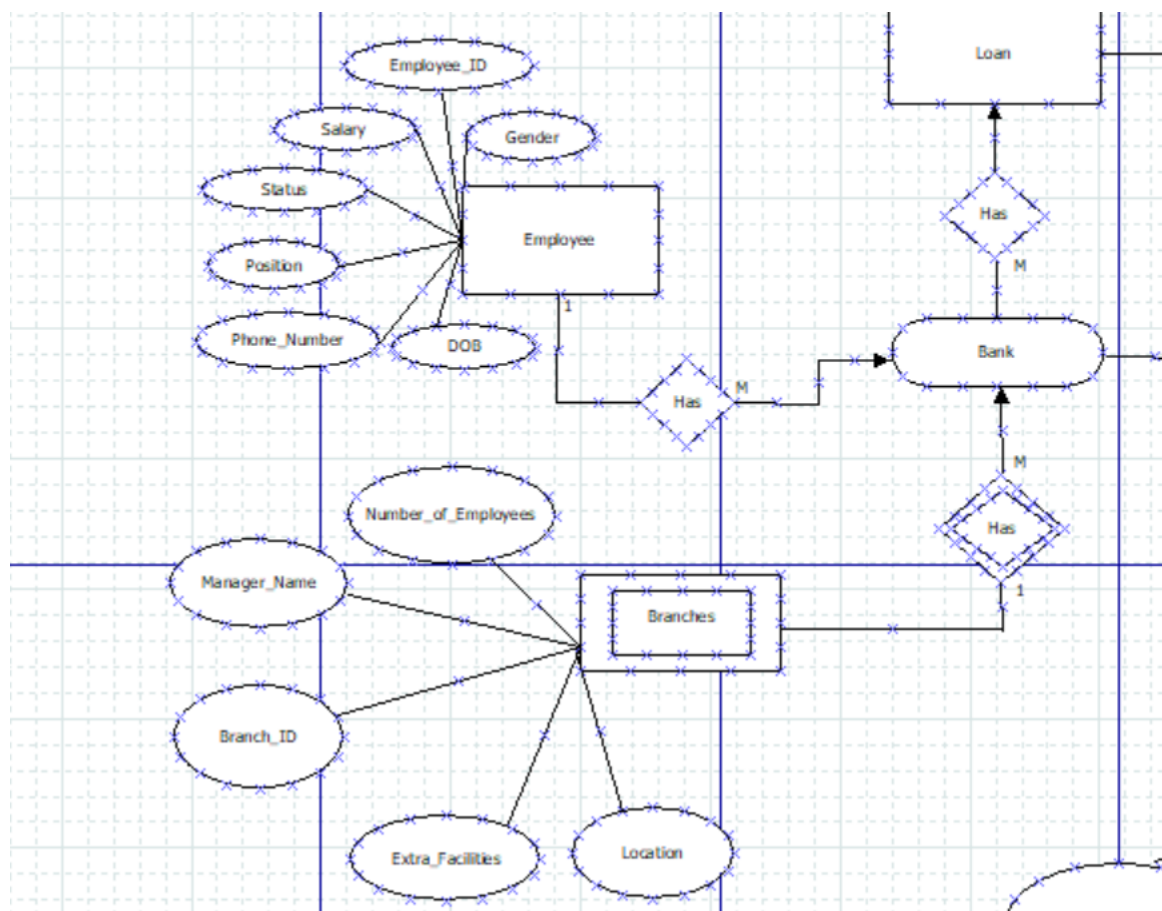 Employee_ID
Loan
Salary
Gender
Status
Has
Employee
Position
M
1
Phone_Number
DOB
Bank
M
Has
M
Number_of_Employees
Has
Manager_Name
1
Branches
Branch_ID
Extra_Facilities
Location